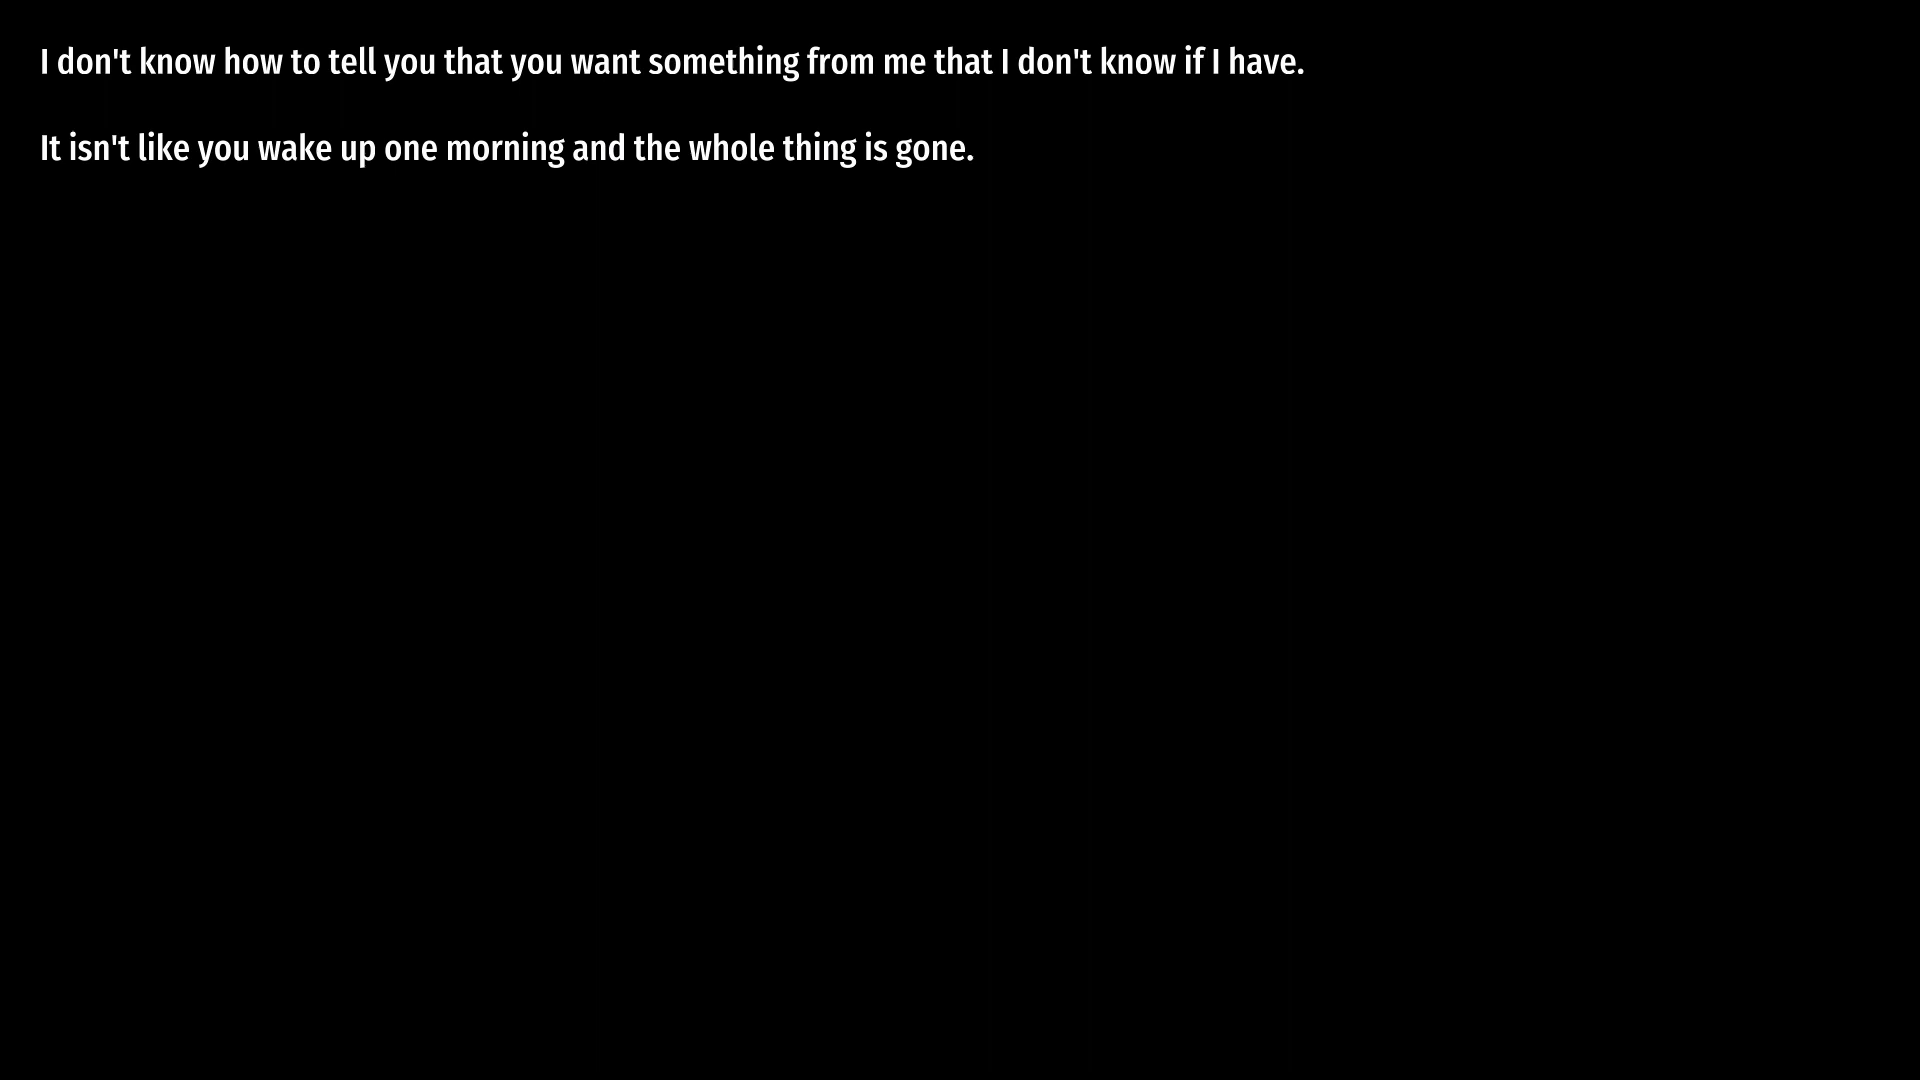 I don't know how to tell you that you want something from me that I don't know if I have.
It isn't like you wake up one morning and the whole thing is gone.